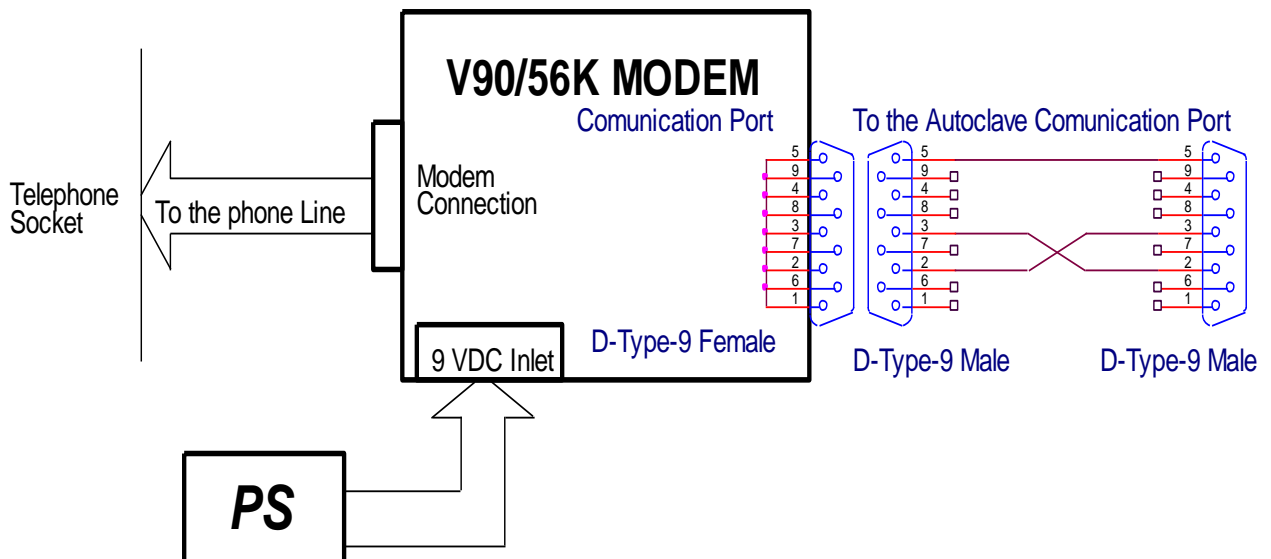 V90/56K MODEM
Comunication Port
To the Autoclave Comunication Port
Telephone
Socket
To the phone Line
Modem
Connection
5
9
4
8
3
7
2
6
1
5
9
4
8
3
7
2
6
1
5
9
4
8
3
7
2
6
1
9 VDC Inlet
D-Type-9 Female
D-Type-9 Male
D-Type-9 Male
PS